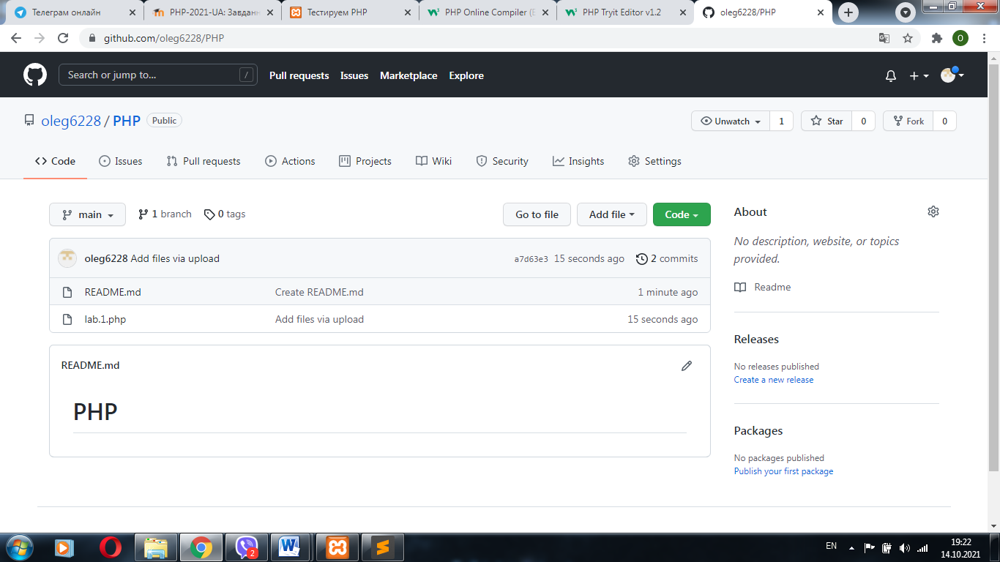 Телеграм онлайн
PHP-2021-UA: Завданн
Тестируем PHP
PHP Online Compiler (E
PHP Tryit Editor v1.2
oleg6228/PHP
github.com/oleg6228/PHP
O
Search or jump to... /
Pull requests Issues Marketplace Explore
oleg6228 / PHP Public
Unwatch 1 Star 0 Fork 0
Code Issues Pull requests Actions Projects Wiki Security Insights Settings
main 1 branch 0 tags Go to file Add file Code
oleg6228 Add files via upload a7d63e3 15 seconds ago 2 commits
README.md Create README.md 1 minute ago
lab.1.php Add files via upload 15 seconds ago
README.md
PHP
About
No description, website, or topics
provided.
Readme
Releases
No releases published
Create a new release
Packages
No packages published
Publish your first package
2
EN
19:22
14.10.2021